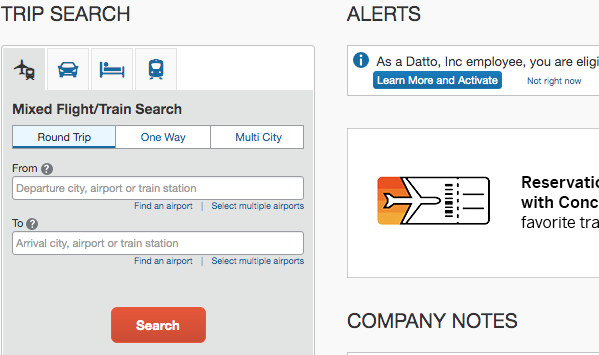 TRIP SEARCH
Mixed Flight/Train Search
Round Trip
One Way
Multi City
From ?
Departure city, airport or train station
Find an airport | Select multiple airports
To ?
Arrival city, airport or train station
Find an airport | Select multiple airports
Search
ALERTS
As a Datto, Inc employee, you are eligi
Learn More and Activate
Not right now
Reservatio
with Conc
favorite tra
COMPANY NOTES